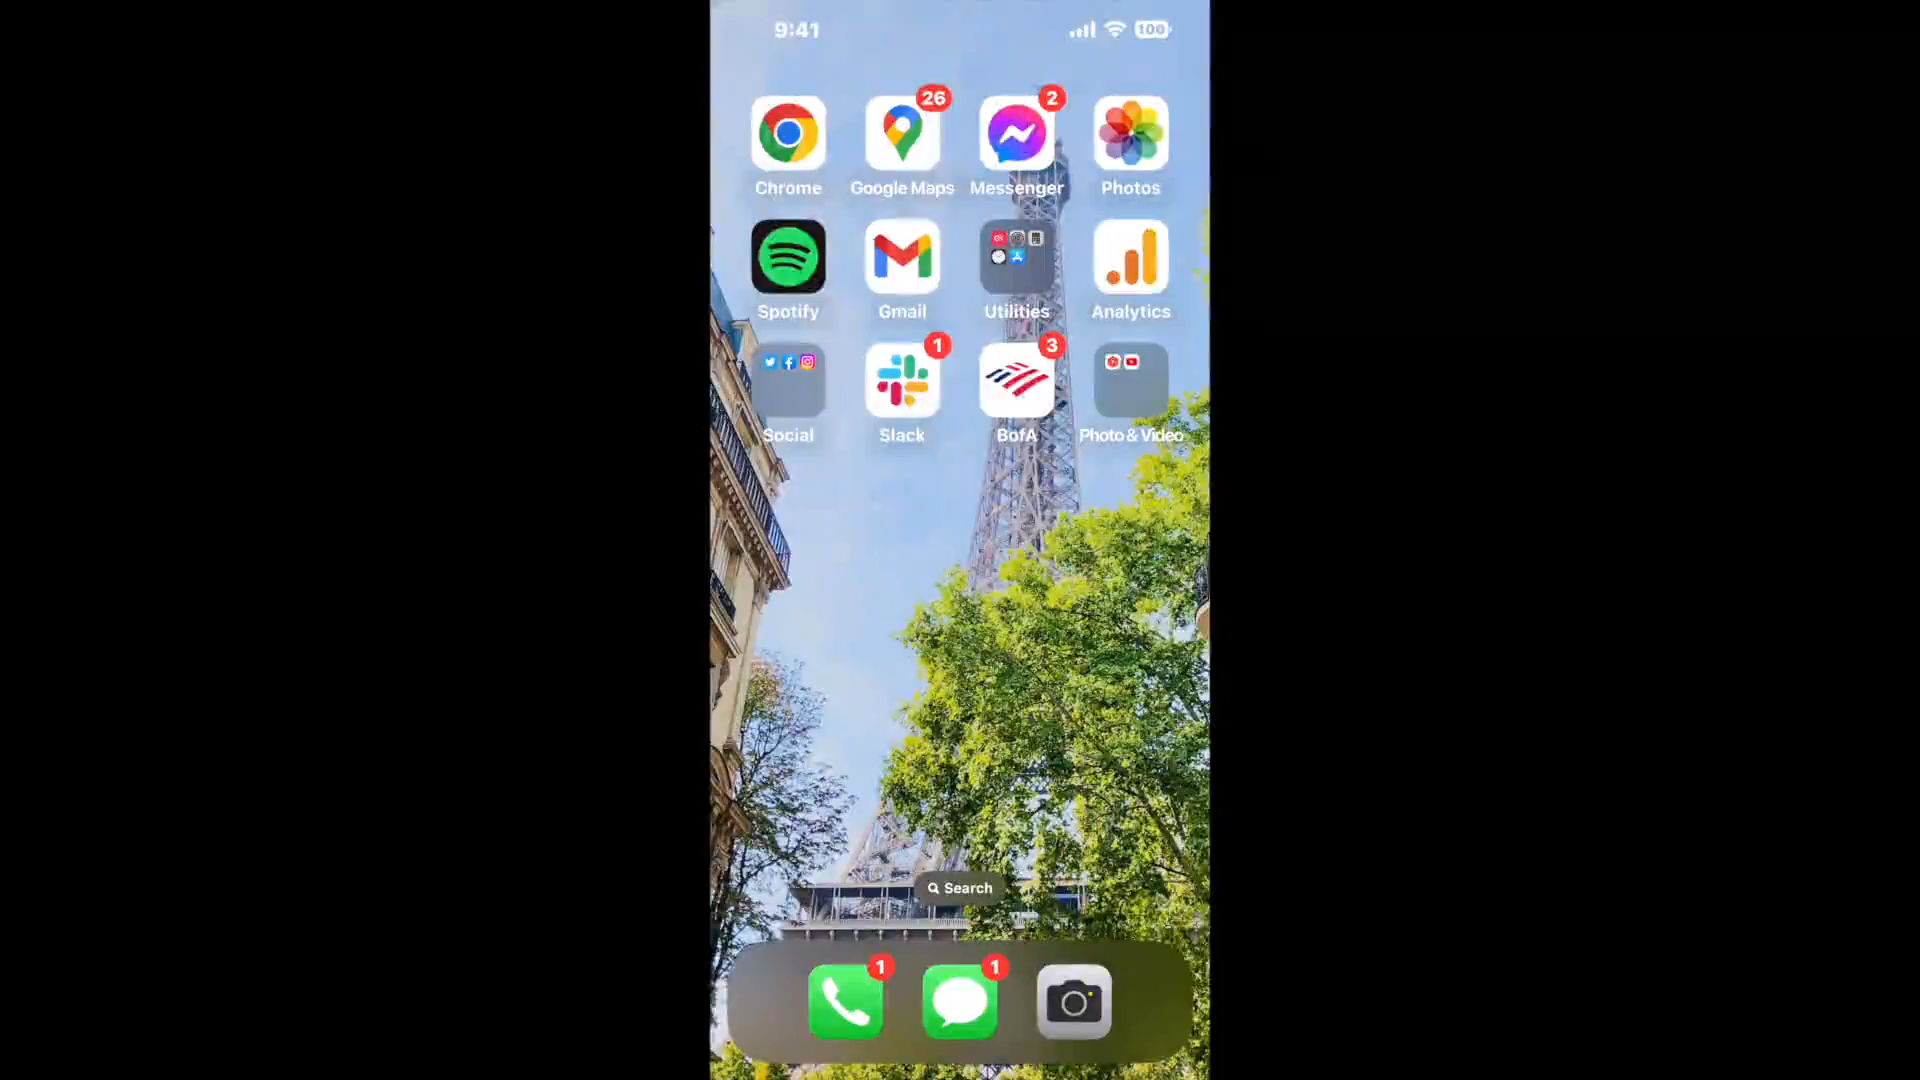 9:41 100
26 2
Chrome Google Maps Messenger Photos
Spotify Gmail Utilities Analytics
1 3
Social Slack BofA Photo & Video
Search
1 1